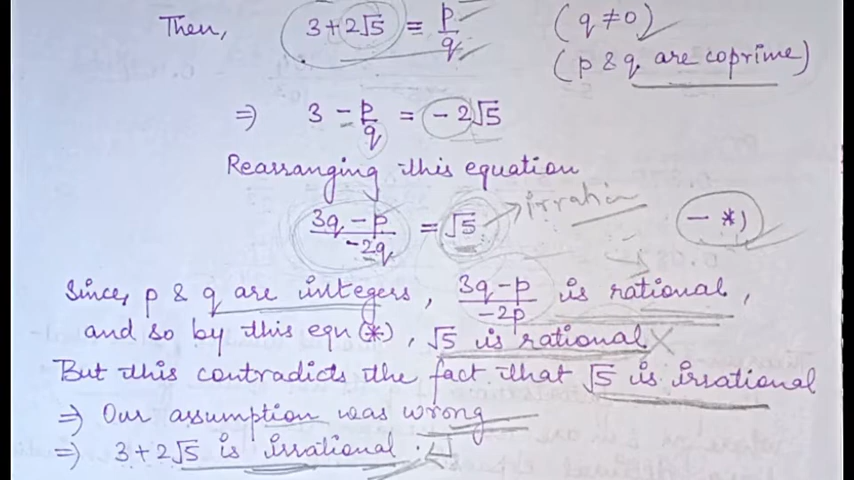 Then, 3 + 2√5 = p/q (q ≠ 0)
(p & q are coprime)
⇒ 3 - p/q = -2√5
Rearranging this equation
(3q - p)/(-2q) = √5 → irration — *)
Since, p & q are integers, (3q - p)/(-2p) is rational,
and so by this eqn (*), √5 is rational ×
But this contradicts the fact that √5 is irrational
⇒ Our assumption was wrong
⇒ 3 + 2√5 is irrational.